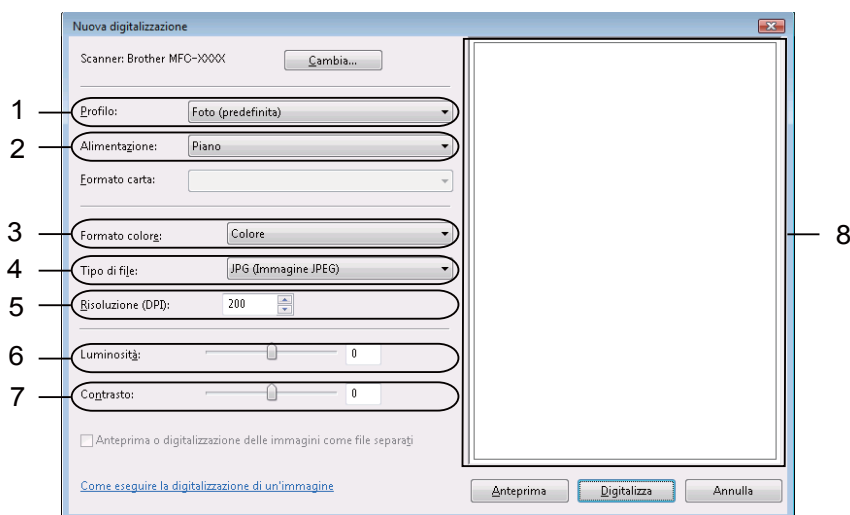 Nuova digitalizzazione
Scanner: Brother MFC-XXXX Cambia...
1 Profilo: Foto (predefinita)
2 Alimentazione: Piano
Formato carta:
3 Formato colore: Colore
8
4 Tipo di file: JPG (Immagine JPEG)
5 Risoluzione (DPI): 200
6 Luminosità: 0
7 Contrasto: 0
Anteprima o digitalizzazione delle immagini come file separati
Come eseguire la digitalizzazione di un'immagine
Anteprima Digitalizza Annulla